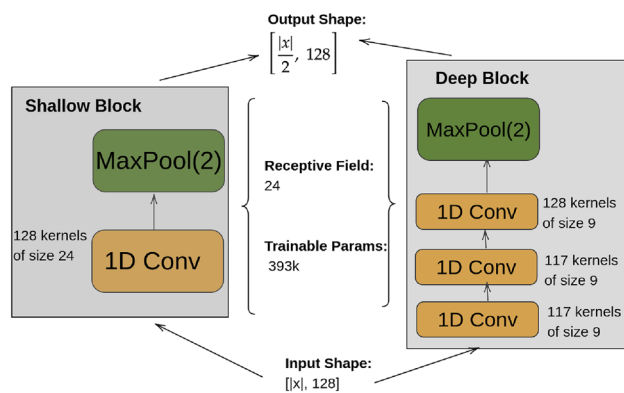 Output Shape:
[|x|/2, 128]
Shallow Block
MaxPool(2)
128 kernels
of size 24
1D Conv
Receptive Field:
24
Trainable Params:
393k
Deep Block
MaxPool(2)
1D Conv
128 kernels
of size 9
1D Conv
117 kernels
of size 9
1D Conv
117 kernels
of size 9
Input Shape:
[|x|, 128]